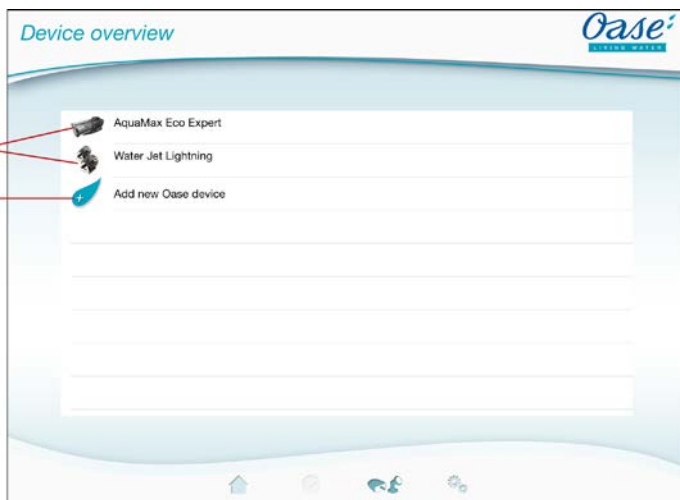 Device overview
Oase
LIVING WATER
AquaMax Eco Expert
Water Jet Lightning
Add new Oase device